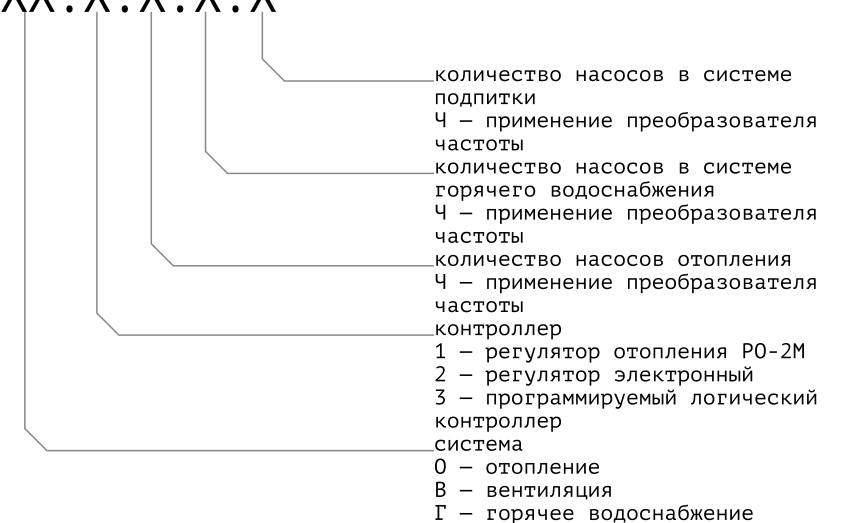 XX.X.X.X.X
количество насосов в системе
подпитки
Ч – применение преобразователя
частоты
количество насосов в системе
горячего водоснабжения
Ч – применение преобразователя
частоты
количество насосов отопления
Ч – применение преобразователя
частоты
контроллер
1 – регулятор отопления РО-2М
2 – регулятор электронный
3 – программируемый логический
контроллер
система
О – отопление
В – вентиляция
Г – горячее водоснабжение